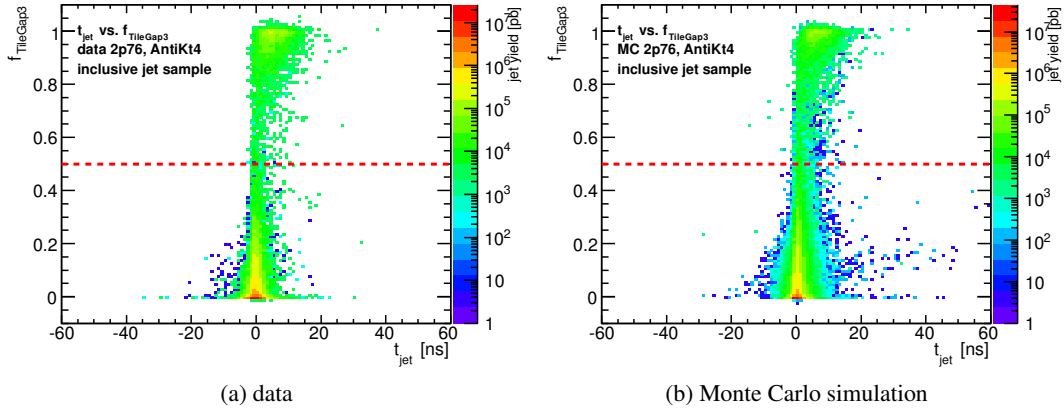 f_TileGap3
1
0.8
0.6
0.4
0.2
0
t_jet vs. f_TileGap3
data 2p76, AntiKt4
inclusive jet sample
-60 -40 -20 0 20 40 60
t_jet [ns]
jet yield [pb]
10^7
10^6
10^5
10^4
10^3
10^2
10
1
(a) data
f_TileGap3
1
0.8
0.6
0.4
0.2
0
t_jet vs. f_TileGap3
MC 2p76, AntiKt4
inclusive jet sample
-60 -40 -20 0 20 40 60
t_jet [ns]
jet yield [pb]
10^7
10^6
10^5
10^4
10^3
10^2
10
1
(b) Monte Carlo simulation